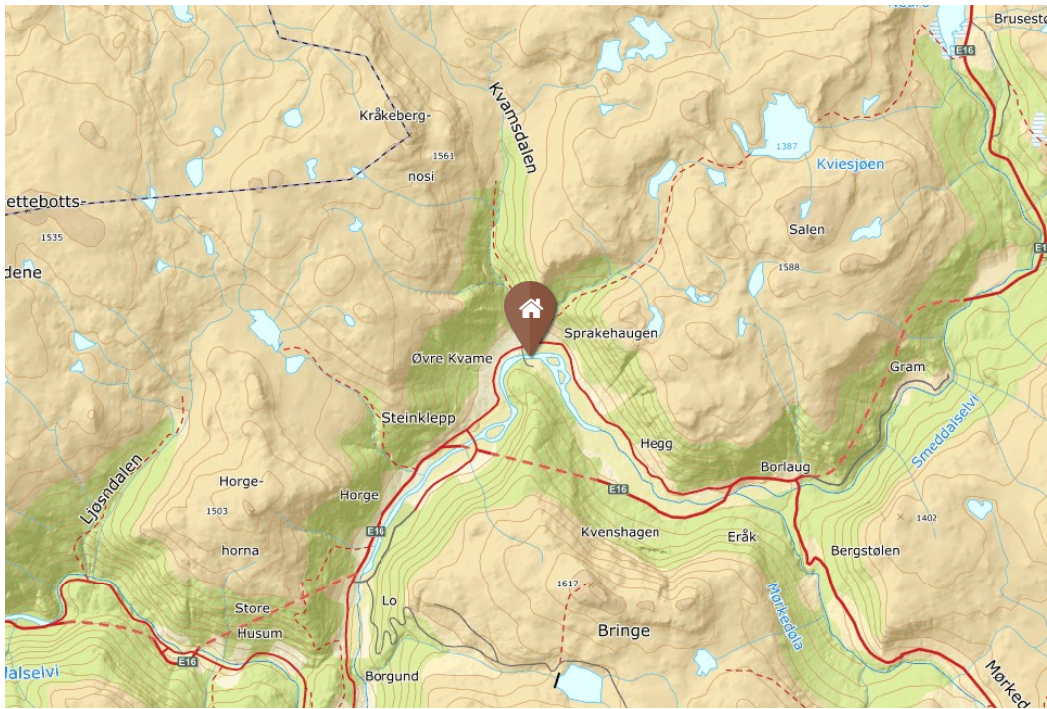 Brusestø
E16
Kråkeberg-
Kvamsdalen
1387
1561
Kviesjøen
nosi
ettebotts-
1535
Salen
E1
dene
1588
Sprakehaugen
Øvre Kvame
Gram
Steinklepp
Smeddalselvi
Hegg
Borlaug
Ljøsndalen
Horge-
Horge
E16
1503
1402
E16
Kvenshagen
Eråk
Bergstølen
horna
1617
Lo
Store
Husum
Bringe
Mørkedøla
E16
Borgund
dalselvi
Mørked